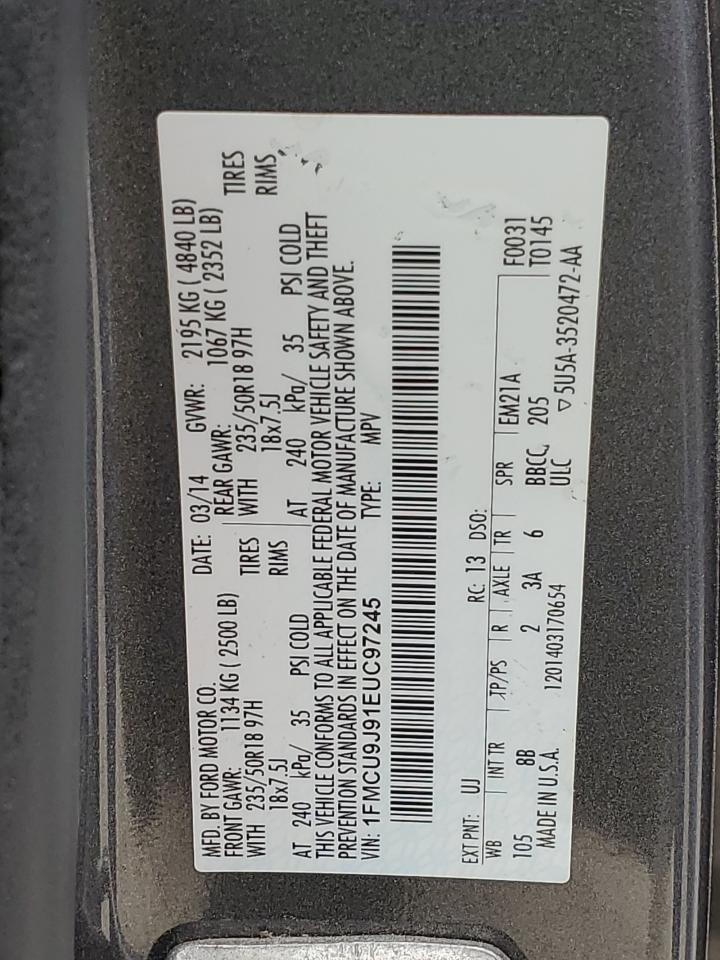 MFD. BY FORD MOTOR CO.
DATE: 03/14 GVWR: 2195 KG ( 4840 LB)
FRONT GAWR: 1134 KG ( 2500 LB) REAR GAWR: 1067 KG ( 2352 LB)
WITH 235/50R18 97H TIRES WITH 235/50R18 97H TIRES
18x7.5J RIMS 18x7.5J RIMS
AT 240 kPa/ 35 PSI COLD AT 240 kPa/ 35 PSI COLD
THIS VEHICLE CONFORMS TO ALL APPLICABLE FEDERAL MOTOR VEHICLE SAFETY AND THEFT
PREVENTION STANDARDS IN EFFECT ON THE DATE OF MANUFACTURE SHOWN ABOVE.
VIN: 1FMCU9J91EUC97245 TYPE: MPV
EXT PNT: UJ RC: 13 DSO: F0031
WB INT TR TP/PS R AXLE TR SPR EM21A T0145
105 8B 2 3A 6 BBCC 205
MADE IN U.S.A. 1201403170654 ULC ▽5U5A-3520472-AA